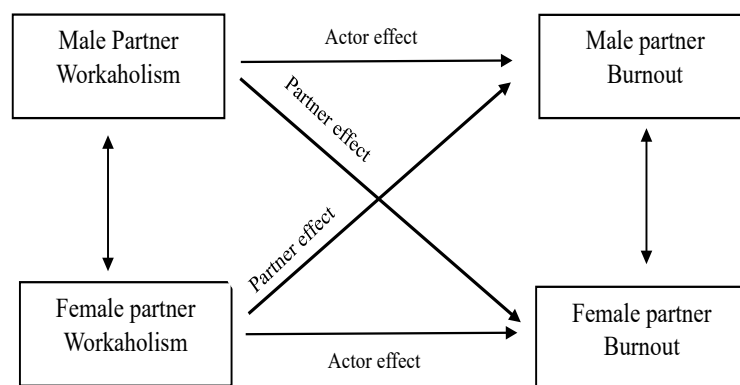 Male Partner
Workaholism
Actor effect
Male partner
Burnout
Partner effect
Partner effect
Female partner
Workaholism
Actor effect
Female partner
Burnout